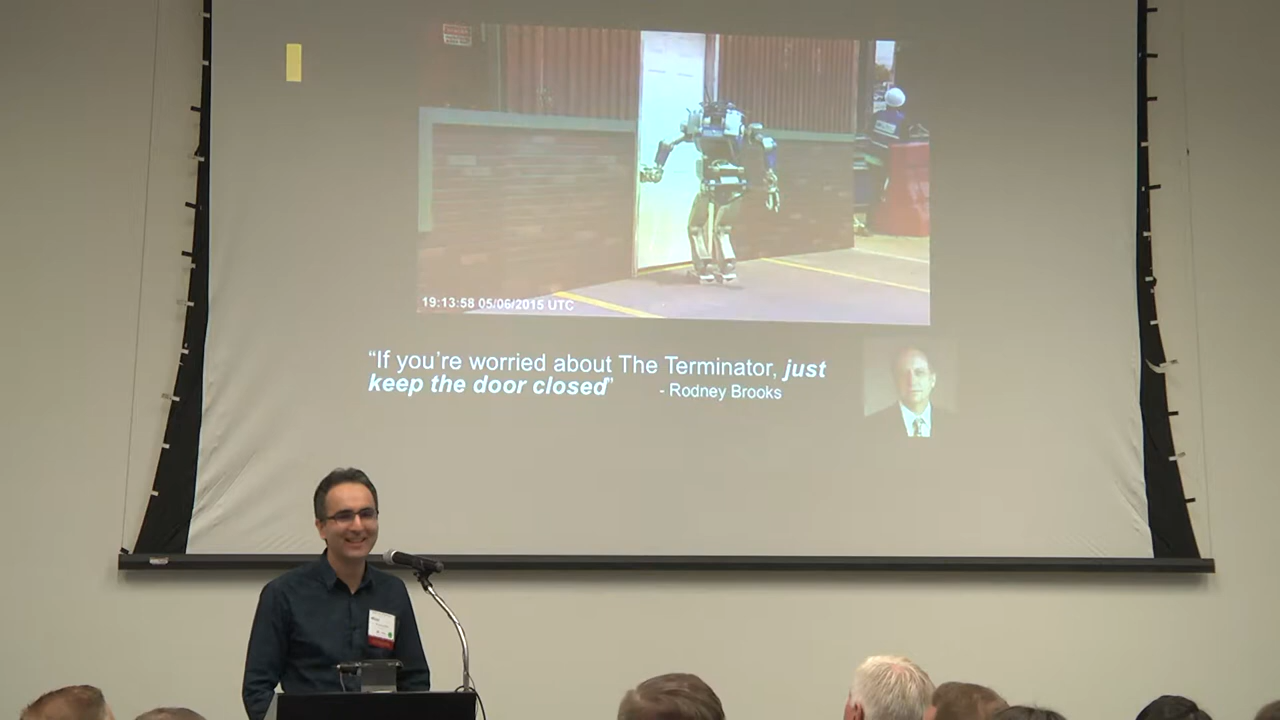 19:13:58 05/06/2015 UTC
“If you’re worried about The Terminator, just
keep the door closed” - Rodney Brooks